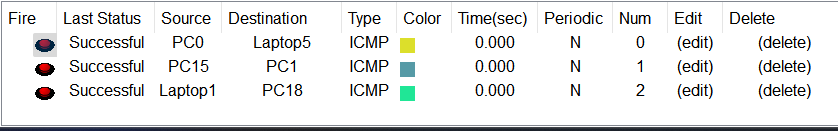 Fire Last Status Source Destination Type Color Time(sec) Periodic Num Edit Delete
Successful PC0 Laptop5 ICMP 0.000 N 0 (edit) (delete)
Successful PC15 PC1 ICMP 0.000 N 1 (edit) (delete)
Successful Laptop1 PC18 ICMP 0.000 N 2 (edit) (delete)